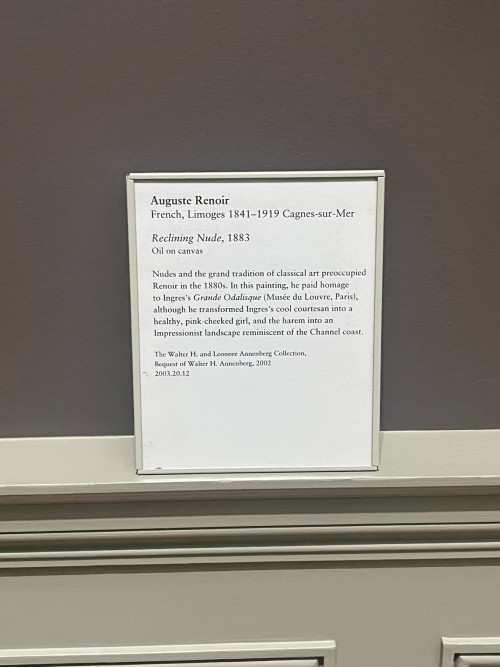 Auguste Renoir
French, Limoges 1841–1919 Cagnes-sur-Mer
Reclining Nude, 1883
Oil on canvas
Nudes and the grand tradition of classical art preoccupied
Renoir in the 1880s. In this painting, he paid homage
to Ingres's Grande Odalisque (Musée du Louvre, Paris),
although he transformed Ingres's cool courtesan into a
healthy, pink-cheeked girl, and the harem into an
Impressionist landscape reminiscent of the Channel coast.
The Walter H. and Leonore Annenberg Collection,
Bequest of Walter H. Annenberg, 2002
2003.20.12